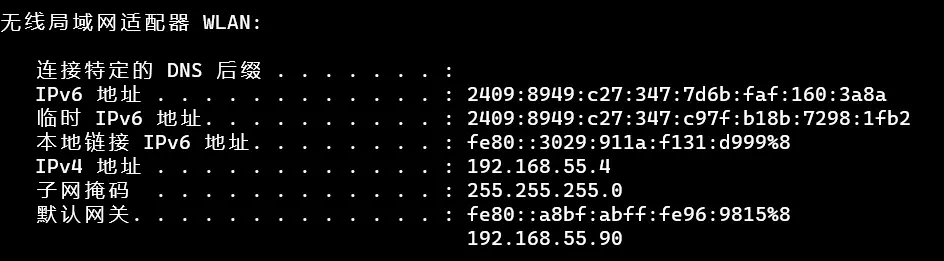 无线局域网适配器 WLAN:
连接特定的 DNS 后缀 . . . . . . . :
IPv6 地址 . . . . . . . . . . . . : 2409:8949:c27:347:7d6b:faf:160:3a8a
临时 IPv6 地址. . . . . . . . . . : 2409:8949:c27:347:c97f:b18b:7298:1fb2
本地链接 IPv6 地址. . . . . . . . : fe80::3029:911a:f131:d999%8
IPv4 地址 . . . . . . . . . . . . : 192.168.55.4
子网掩码  . . . . . . . . . . . . : 255.255.255.0
默认网关. . . . . . . . . . . . . : fe80::a8bf:abff:fe96:9815%8
192.168.55.90